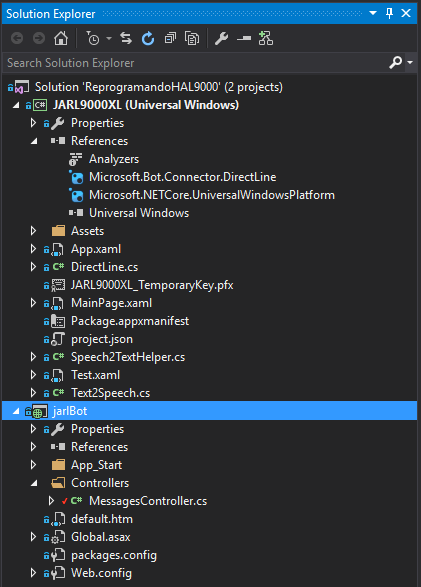 Solution Explorer
Search Solution Explorer
Solution 'ReprogramandoHAL9000' (2 projects)
C# JARL9000XL (Universal Windows)
Properties
References
Analyzers
Microsoft.Bot.Connector.DirectLine
Microsoft.NETCore.UniversalWindowsPlatform
Universal Windows
Assets
App.xaml
C# DirectLine.cs
JARL9000XL_TemporaryKey.pfx
MainPage.xaml
Package.appxmanifest
project.json
C# Speech2TextHelper.cs
Test.xaml
C# Text2Speech.cs
jarlBot
Properties
References
App_Start
Controllers
C# MessagesController.cs
default.htm
Global.asax
packages.config
Web.config